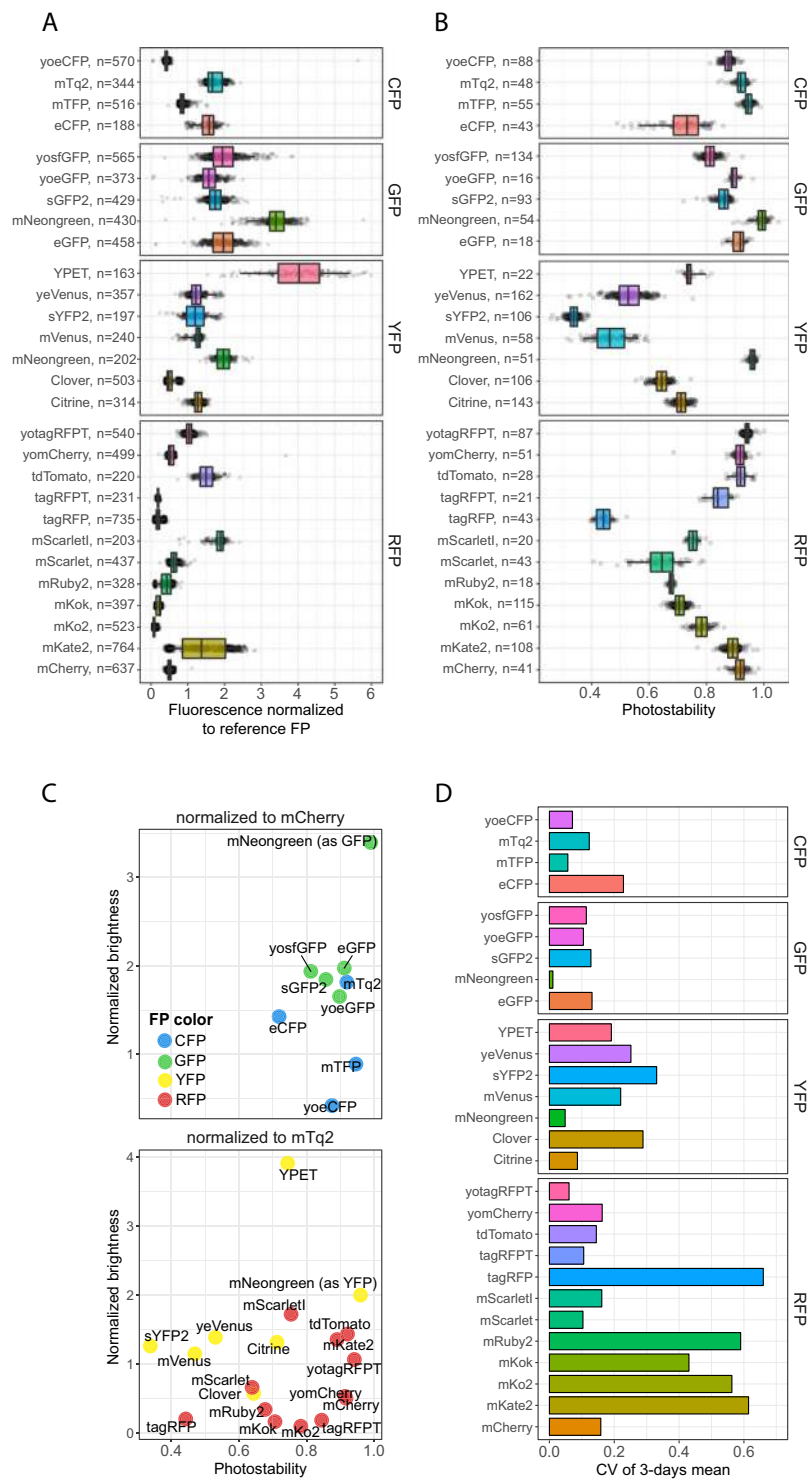 A
yoeCFP, n=570
mTq2, n=344
mTFP, n=516
eCFP, n=188
CFP
yosfGFP, n=565
yoeGFP, n=373
sGFP2, n=429
mNeongreen, n=430
eGFP, n=458
GFP
YPET, n=163
yeVenus, n=357
sYFP2, n=197
mVenus, n=240
mNeongreen, n=202
Clover, n=503
Citrine, n=314
YFP
yotagRFPT, n=540
yomCherry, n=499
tdTomato, n=220
tagRFPT, n=231
tagRFP, n=735
mScarletI, n=203
mScarlet, n=437
mRuby2, n=328
mKok, n=397
mKo2, n=523
mKate2, n=764
mCherry, n=637
RFP
0 1 2 3 4 5 6
Fluorescence normalized
to reference FP
B
yoeCFP, n=88
mTq2, n=48
mTFP, n=55
eCFP, n=43
CFP
yosfGFP, n=134
yoeGFP, n=16
sGFP2, n=93
mNeongreen, n=54
eGFP, n=18
GFP
YPET, n=22
yeVenus, n=162
sYFP2, n=106
mVenus, n=58
mNeongreen, n=51
Clover, n=106
Citrine, n=143
YFP
yotagRFPT, n=87
yomCherry, n=51
tdTomato, n=28
tagRFPT, n=21
tagRFP, n=43
mScarletI, n=20
mScarlet, n=43
mRuby2, n=18
mKok, n=115
mKo2, n=61
mKate2, n=108
mCherry, n=41
RFP
0.4 0.6 0.8 1.0
Photostability
C
normalized to mCherry
mNeongreen (as GFP)
3
yosfGFP eGFP
2
sGFP2 mTq2
yoeGFP
eCFP
FP color
CFP
GFP
YFP
RFP
1
mTFP
yoeCFP
Normalized brightness
normalized to mTq2
4
YPET
3
mNeongreen (as YFP)
2
mScarletI
yeVenus
tdTomato
sYFP2
Citrine
mKate2
mVenus
yotagRFPT
1
mScarlet
Clover
yomCherry
mCherry
mRuby2
tagRFP
mKok
mKo2
tagRFPT
0
Normalized brightness
0.4 0.6 0.8 1.0
Photostability
D
yoeCFP
mTq2
mTFP
eCFP
CFP
yosfGFP
yoeGFP
sGFP2
mNeongreen
eGFP
GFP
YPET
yeVenus
sYFP2
mVenus
mNeongreen
Clover
Citrine
YFP
yotagRFPT
yomCherry
tdTomato
tagRFPT
tagRFP
mScarletI
mScarlet
mRuby2
mKok
mKo2
mKate2
mCherry
RFP
0.0 0.2 0.4 0.6
CV of 3-days mean